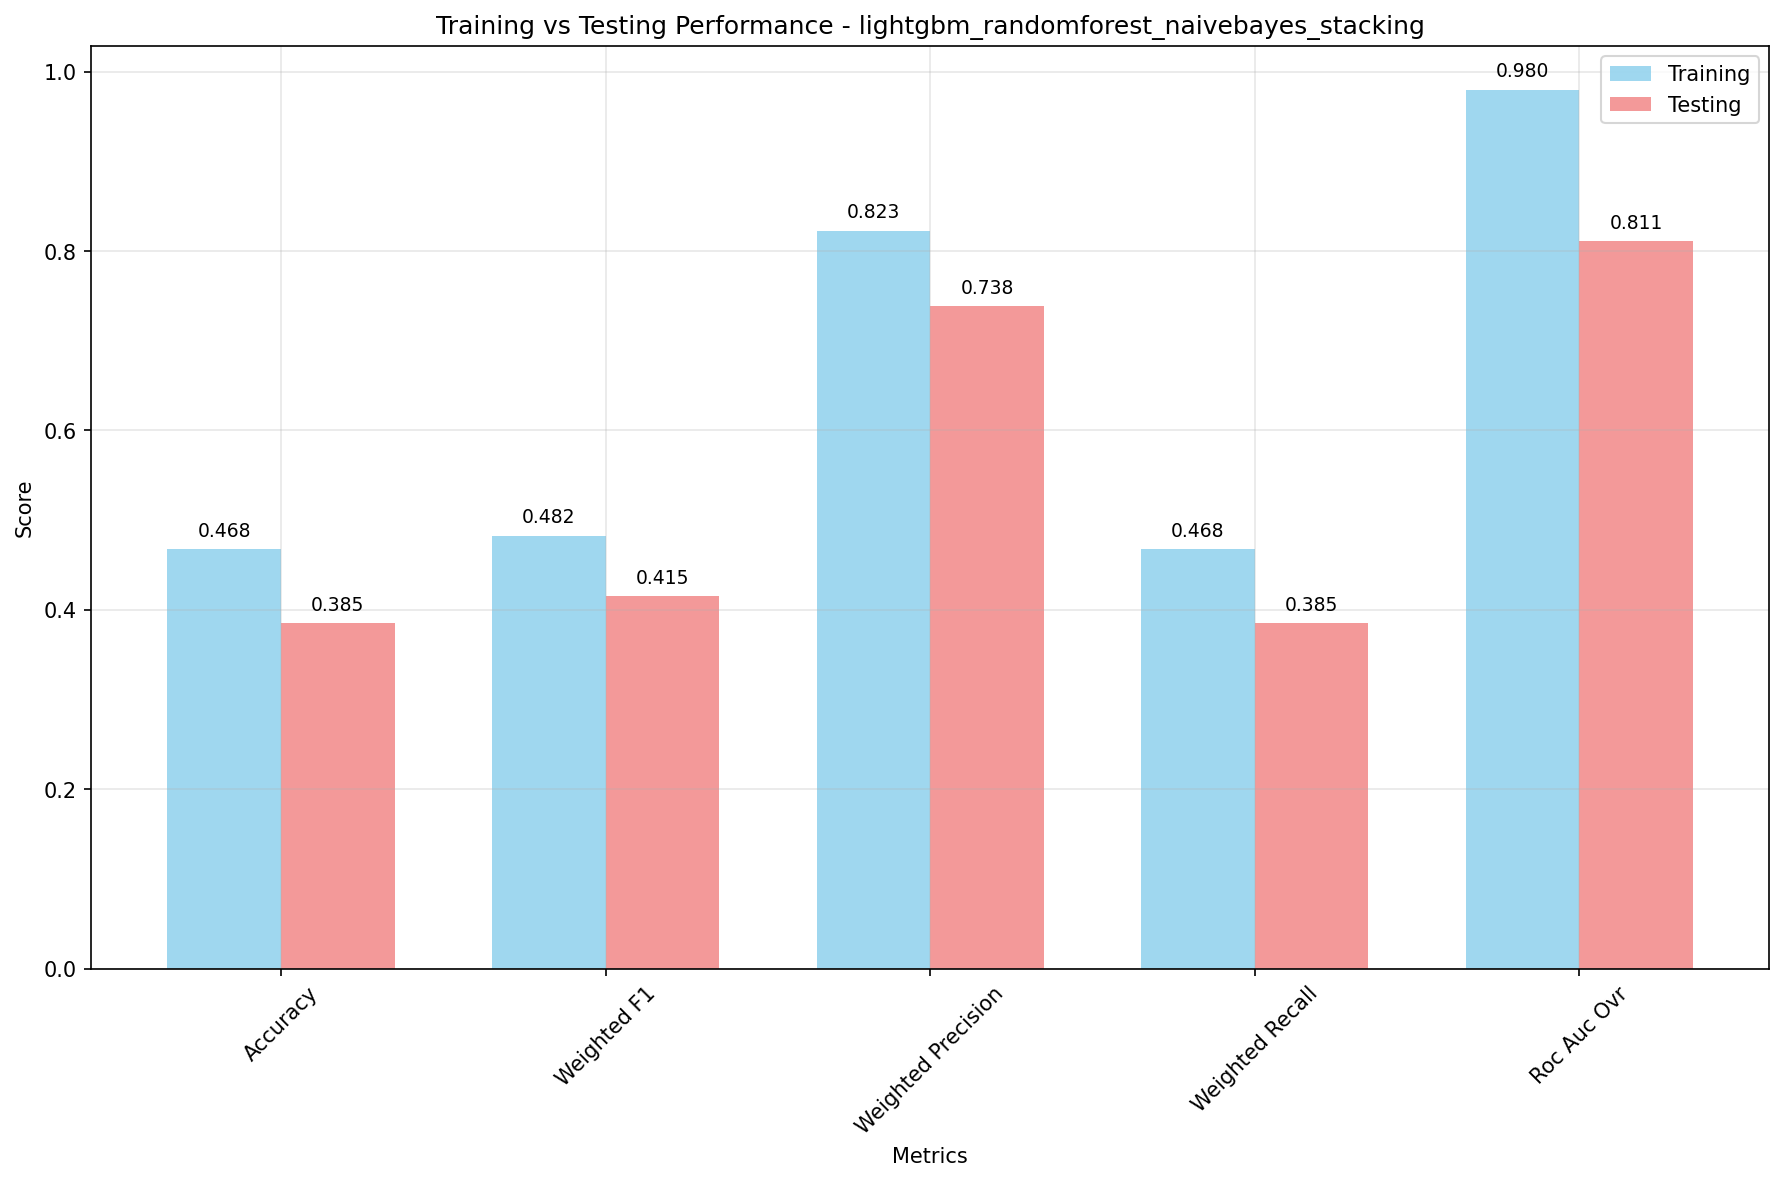 Training vs Testing Performance - lightgbm_randomforest_naivebayes_stacking
Training
Testing
Score
1.0
0.8
0.6
0.4
0.2
0.0
0.468
0.385
0.482
0.415
0.823
0.738
0.468
0.385
0.980
0.811
Accuracy
Weighted F1
Weighted Precision
Weighted Recall
Roc Auc Ovr
Metrics